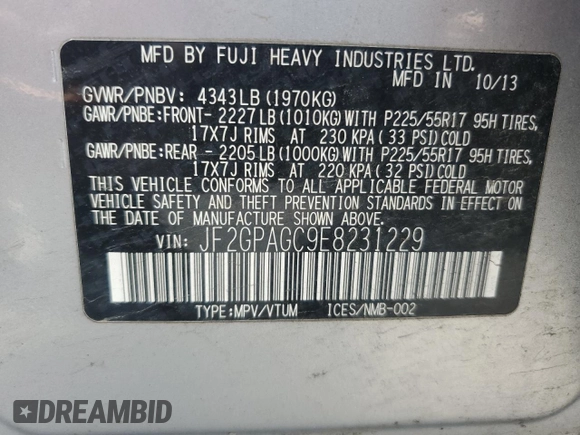 MFD BY FUJI HEAVY INDUSTRIES LTD.
MFD IN 10/13
GVWR/PNBV: 4343LB(1970KG)
GAWR/PNBE:FRONT- 2227LB(1010KG)WITH P225/55R17 95H TIRES,
17X7J RIMS AT 230 KPA(33 PSI)COLD
GAWR/PNBE:REAR - 2205LB(1000KG)WITH P225/55R17 95H TIRES,
17X7J RIMS AT 220 KPA(32 PSI)COLD
THIS VEHICLE CONFORMS TO ALL APPLICABLE FEDERAL MOTOR
VEHICLE SAFETY AND BUMPER STANDARDS IN EFFECT ON
THE DATE OF MANUFACTURE SHOWN ABOVE.
VIN: JF2GPAGC9E8231229
TYPE:MPV/VTUM ICES/NMB-002
DREAMBID